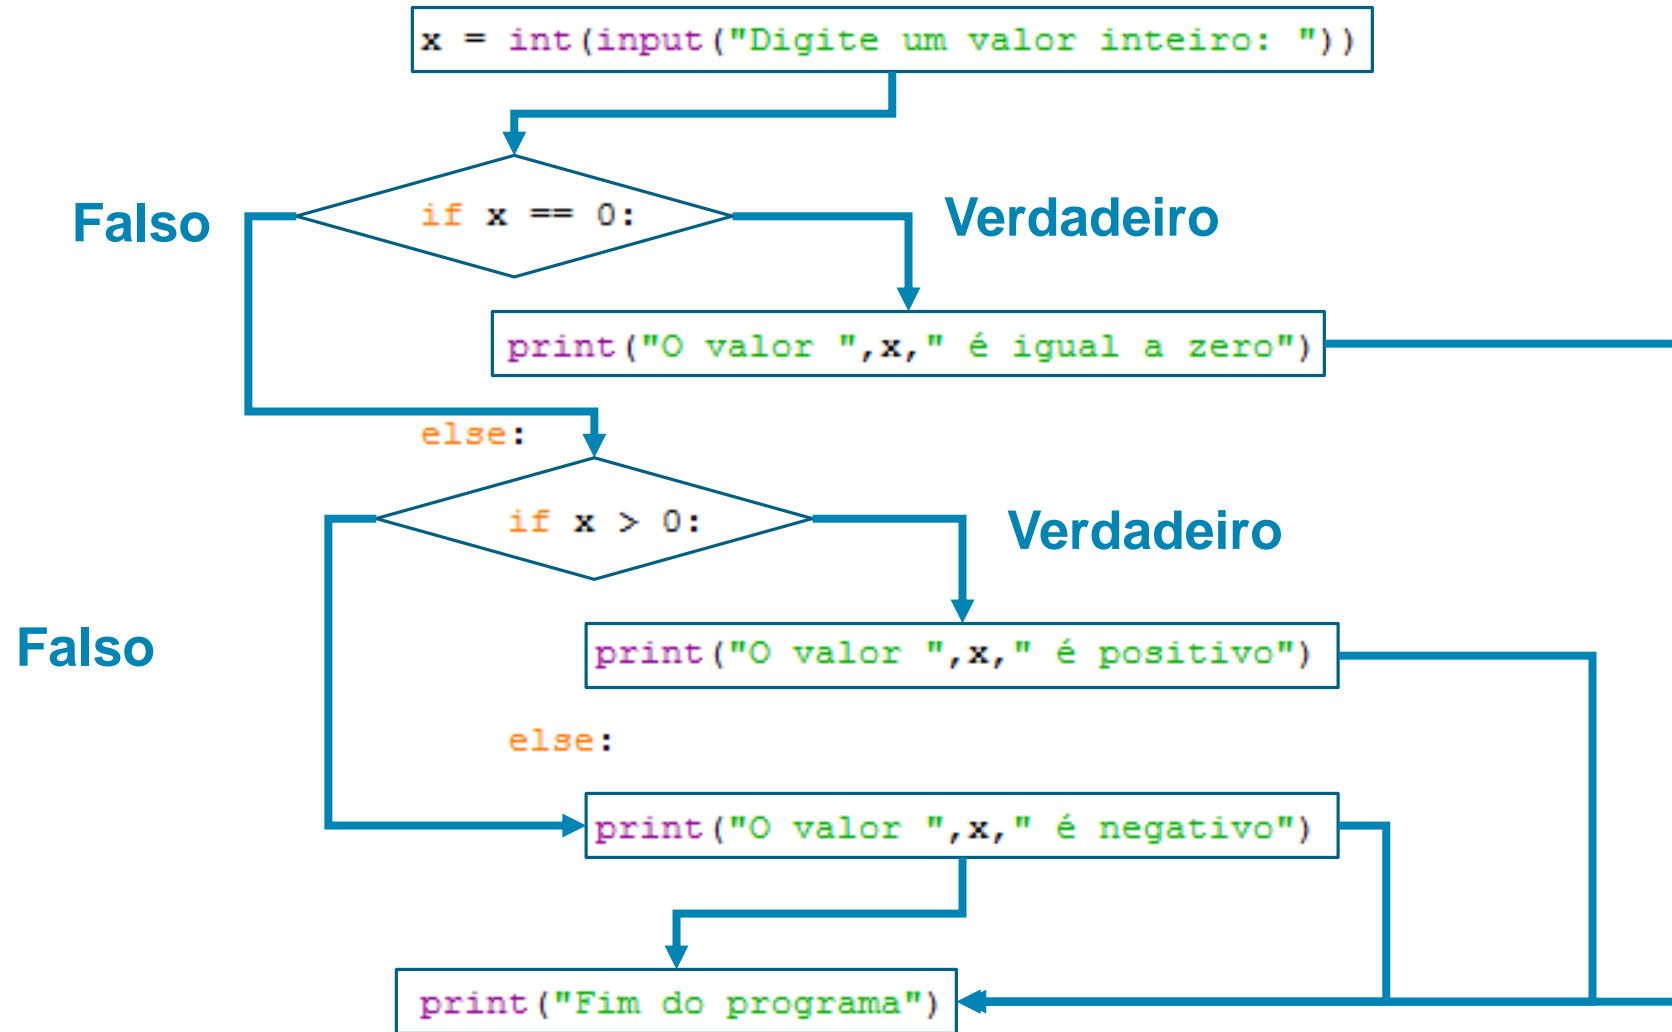 x = int(input("Digite um valor inteiro: "))
Falso
if x == 0:
Verdadeiro
print("O valor ",x," é igual a zero")
else:
if x > 0:
Verdadeiro
Falso
print("O valor ",x," é positivo")
else:
print("O valor ",x," é negativo")
print("Fim do programa")